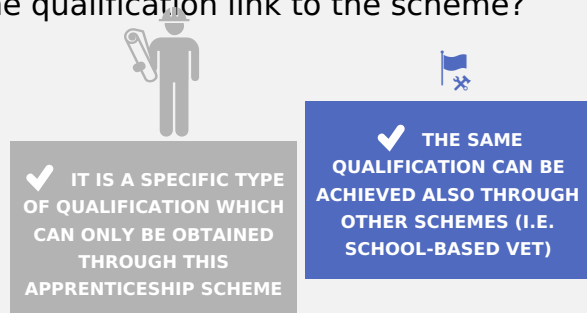 e qualification link to the scheme?
IT IS A SPECIFIC TYPE
OF QUALIFICATION WHICH
CAN ONLY BE OBTAINED
THROUGH THIS
APPRENTICESHIP SCHEME
THE SAME
QUALIFICATION CAN BE
ACHIEVED ALSO THROUGH
OTHER SCHEMES (I.E.
SCHOOL-BASED VET)